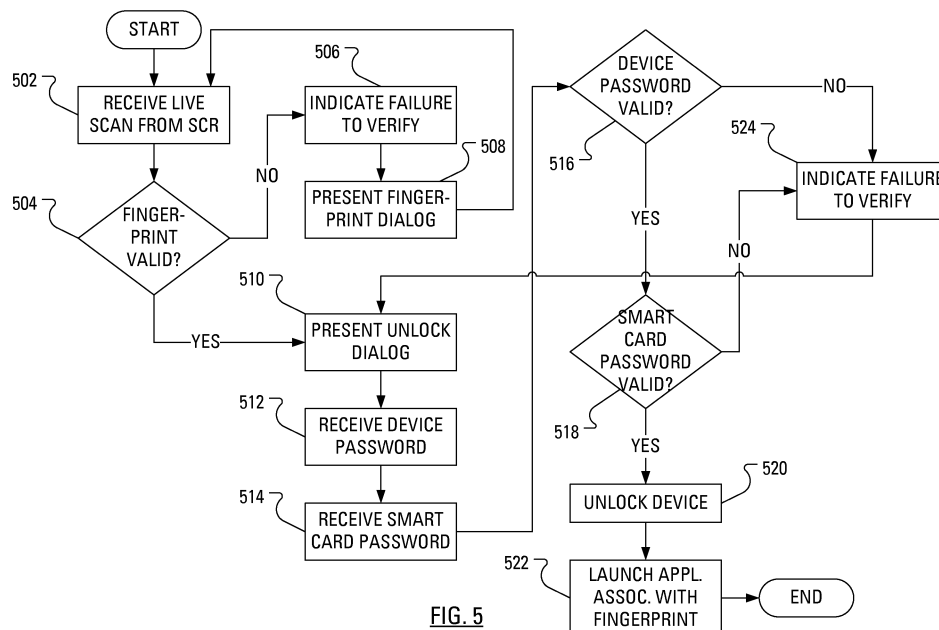 START
502
RECEIVE LIVE
SCAN FROM SCR
504
FINGER-
PRINT
VALID?
NO
506
INDICATE FAILURE
TO VERIFY
508
PRESENT FINGER-
PRINT DIALOG
YES
510
PRESENT UNLOCK
DIALOG
512
RECEIVE DEVICE
PASSWORD
514
RECEIVE SMART
CARD PASSWORD
DEVICE
PASSWORD
VALID?
516
NO
524
INDICATE FAILURE
TO VERIFY
YES
NO
SMART
CARD
PASSWORD
VALID?
518
YES
520
UNLOCK DEVICE
522
LAUNCH APPL.
ASSOC. WITH
FINGERPRINT
END
FIG. 5